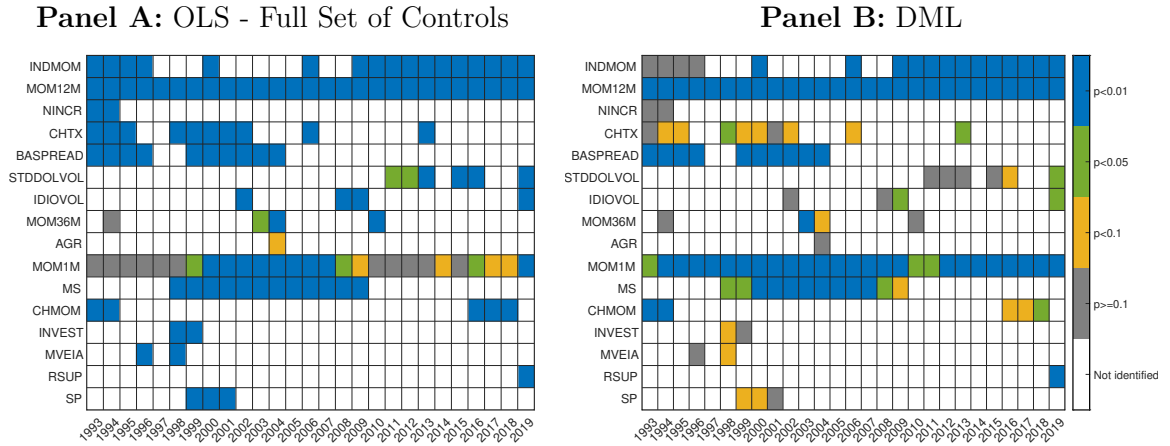 Panel A: OLS - Full Set of Controls
INDMOM
MOM12M
NINCR
CHTX
BASPREAD
STDDOLVOL
IDIOVOL
MOM36M
AGR
MOM1M
MS
CHMOM
INVEST
MVEIA
RSUP
SP
1993
1994
1995
1996
1997
1998
1999
2000
2001
2002
2003
2004
2005
2006
2007
2008
2009
2010
2011
2012
2013
2014
2015
2016
2017
2018
2019
Panel B: DML
INDMOM
MOM12M
NINCR
CHTX
BASPREAD
STDDOLVOL
IDIOVOL
MOM36M
AGR
MOM1M
MS
CHMOM
INVEST
MVEIA
RSUP
SP
1993
1994
1995
1996
1997
1998
1999
2000
2001
2002
2003
2004
2005
2006
2007
2008
2009
2010
2011
2012
2013
2014
2015
2016
2017
2018
2019
p<0.01
p<0.05
p<0.1
p>=0.1
Not identified